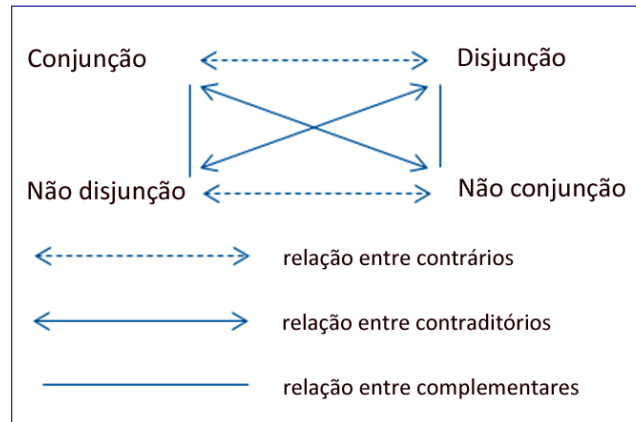 Conjunção Disjunção
Não disjunção Não conjunção
relação entre contrários
relação entre contraditórios
relação entre complementares